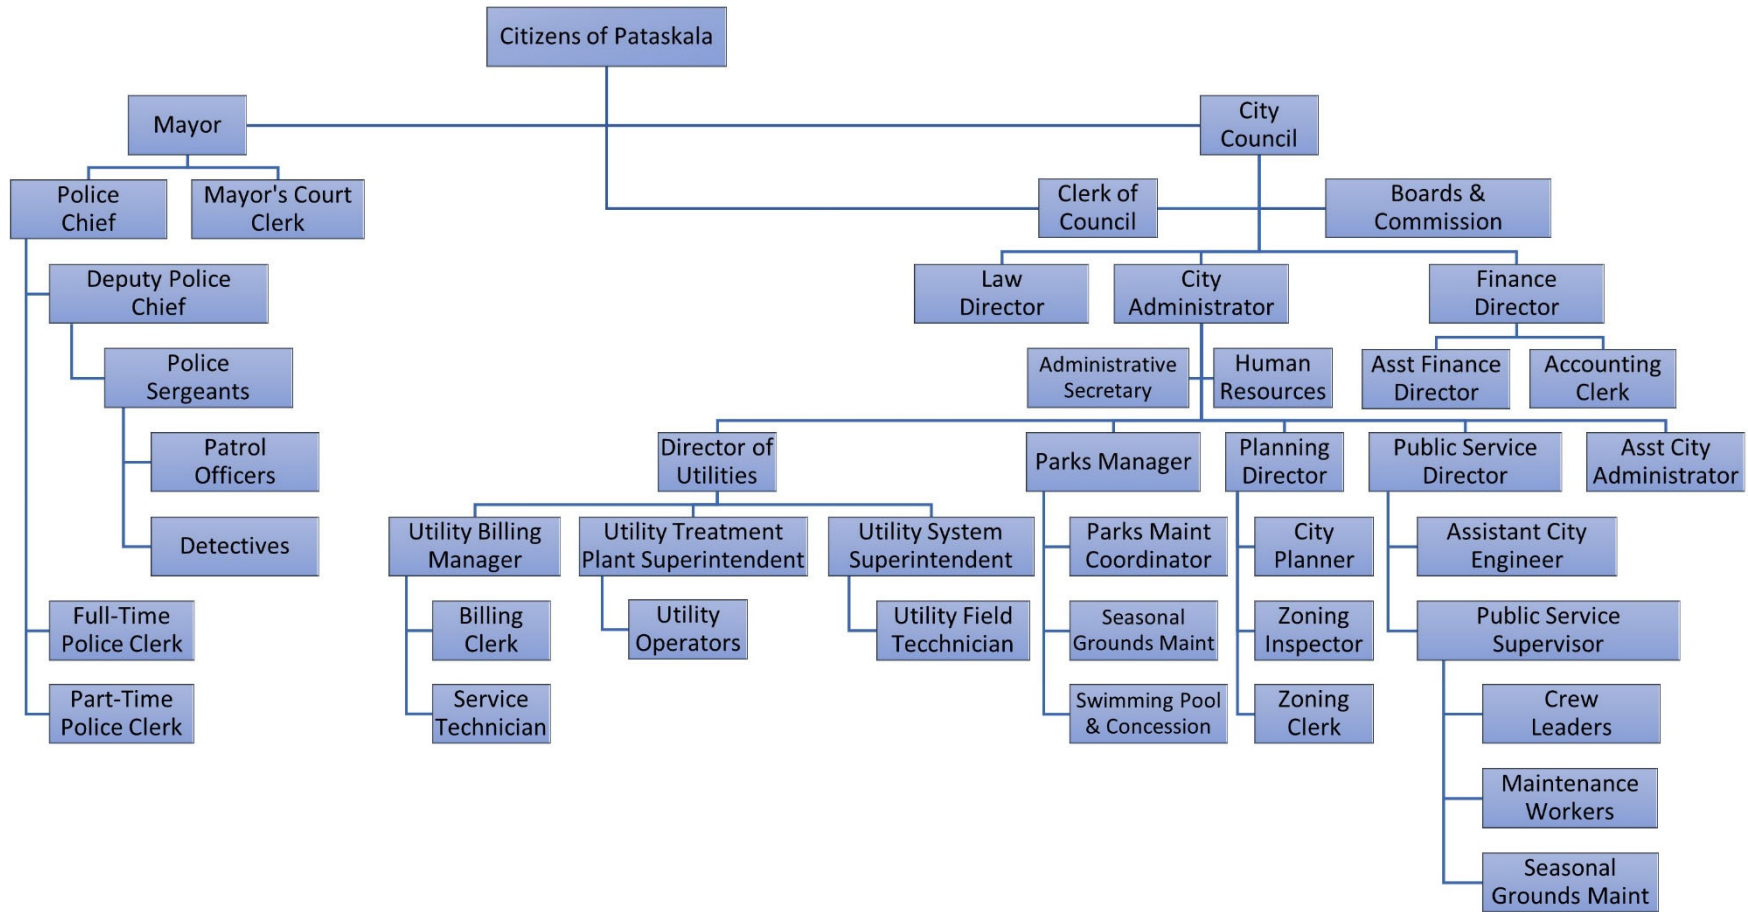 Citizens of Pataskala
Mayor
City
Council
Police
Chief
Mayor's Court
Clerk
Clerk of
Council
Boards &
Commission
Deputy Police
Chief
Law
Director
City
Administrator
Finance
Director
Police
Sergeants
Administrative
Secretary
Human
Resources
Asst Finance
Director
Accounting
Clerk
Patrol
Officers
Director of
Utilities
Parks Manager
Planning
Director
Public Service
Director
Asst City
Administrator
Detectives
Utility Billing
Manager
Utility Treatment
Plant Superintendent
Utility System
Superintendent
Parks Maint
Coordinator
City
Planner
Assistant City
Engineer
Full-Time
Police Clerk
Billing
Clerk
Utility
Operators
Utility Field
Tecchnician
Seasonal
Grounds Maint
Zoning
Inspector
Public Service
Supervisor
Part-Time
Police Clerk
Service
Technician
Swimming Pool
& Concession
Zoning
Clerk
Crew
Leaders
Maintenance
Workers
Seasonal
Grounds Maint